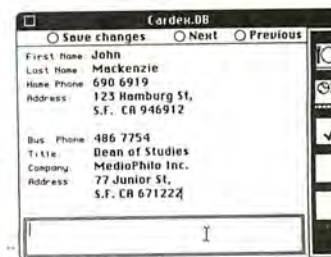 Cardex.DB
Save changes Next Previous
First Name John
Last Name Mackenzie
Home Phone 690 6919
Address 123 Hamburg St,
S.F. CA 946912
Bus. Phone 486 7754
Title Dean of Studies
Company MedioPhilo Inc.
Address 77 Junior St,
S.F. CA 671222